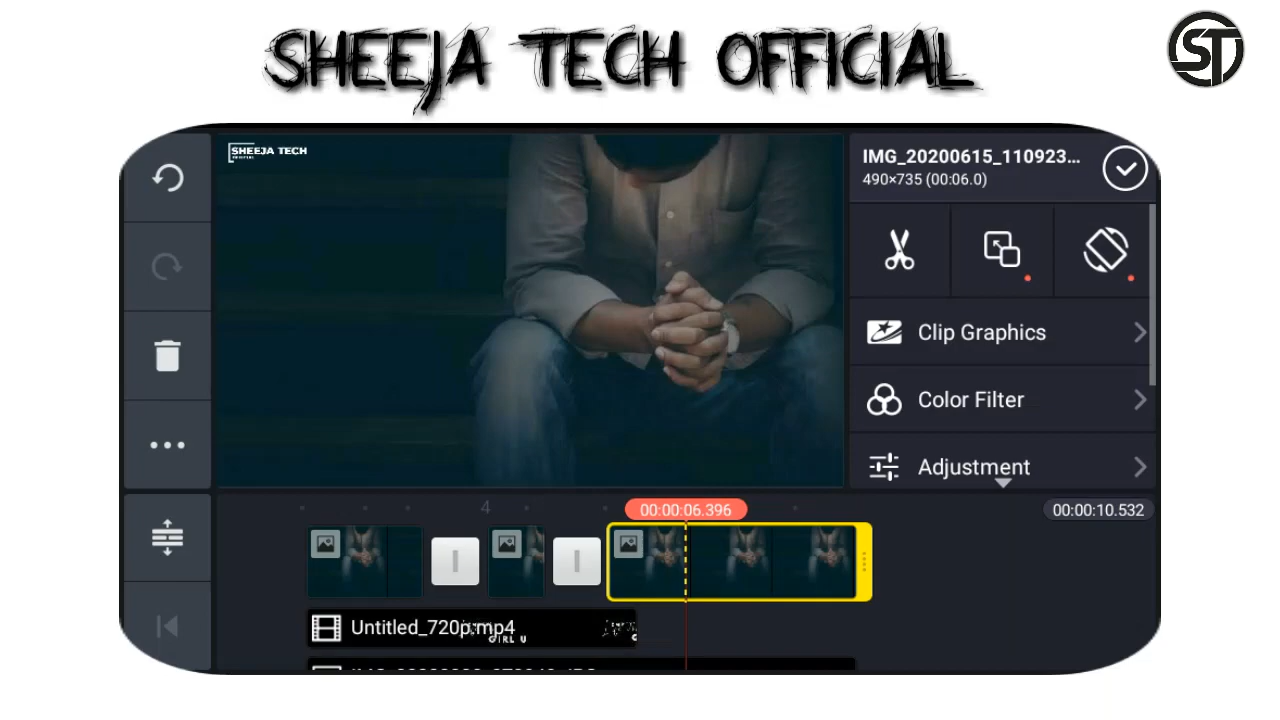 SHEEJA TECH OFFICIAL
ST
SHEEJA TECH
IMG_20200615_110923...
490×735 (00:06.0)
Clip Graphics
Color Filter
Adjustment
4
00:00:06.396
00:00:10.532
Untitled_720p.mp4
GIRL U